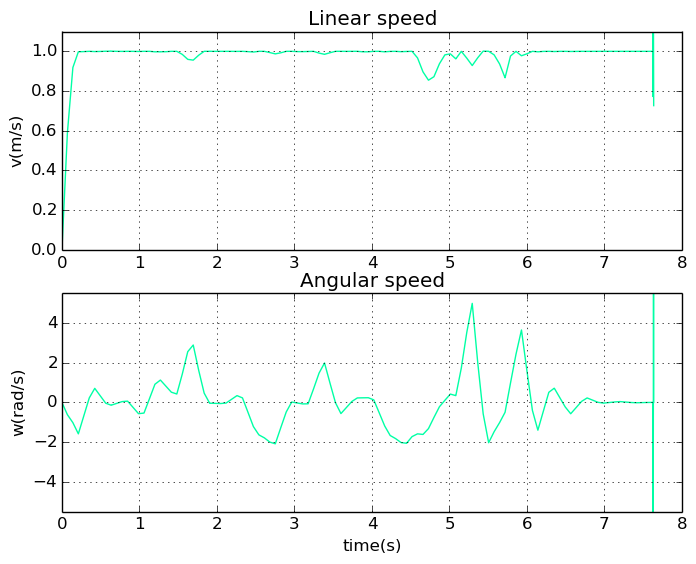 Linear speed
v(m/s)
1.0
0.8
0.6
0.4
0.2
0.0
0 1 2 3 4 5 6 7 8
Angular speed
w(rad/s)
4
2
0
−2
−4
0 1 2 3 4 5 6 7 8
time(s)